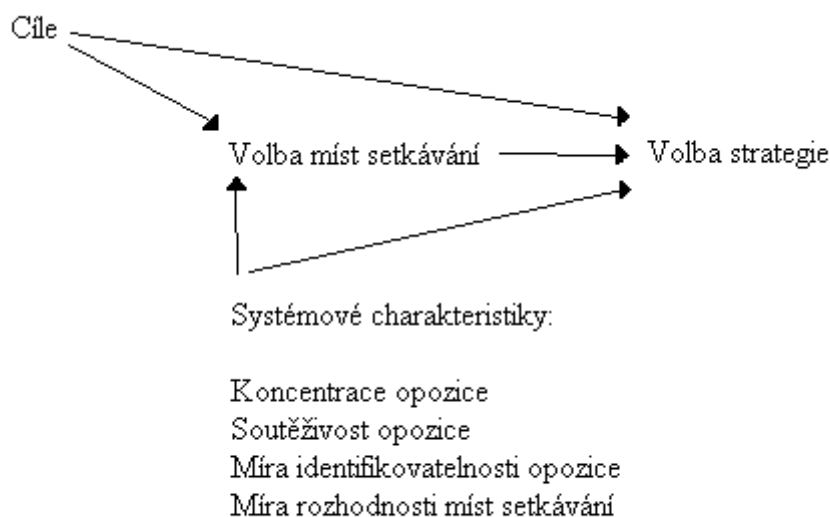 Cíle
Volba míst setkávání
Volba strategie
Systémové charakteristiky:
Koncentrace opozice
Soutěživost opozice
Míra identifikovatelnosti opozice
Míra rozhodnosti míst setkávání